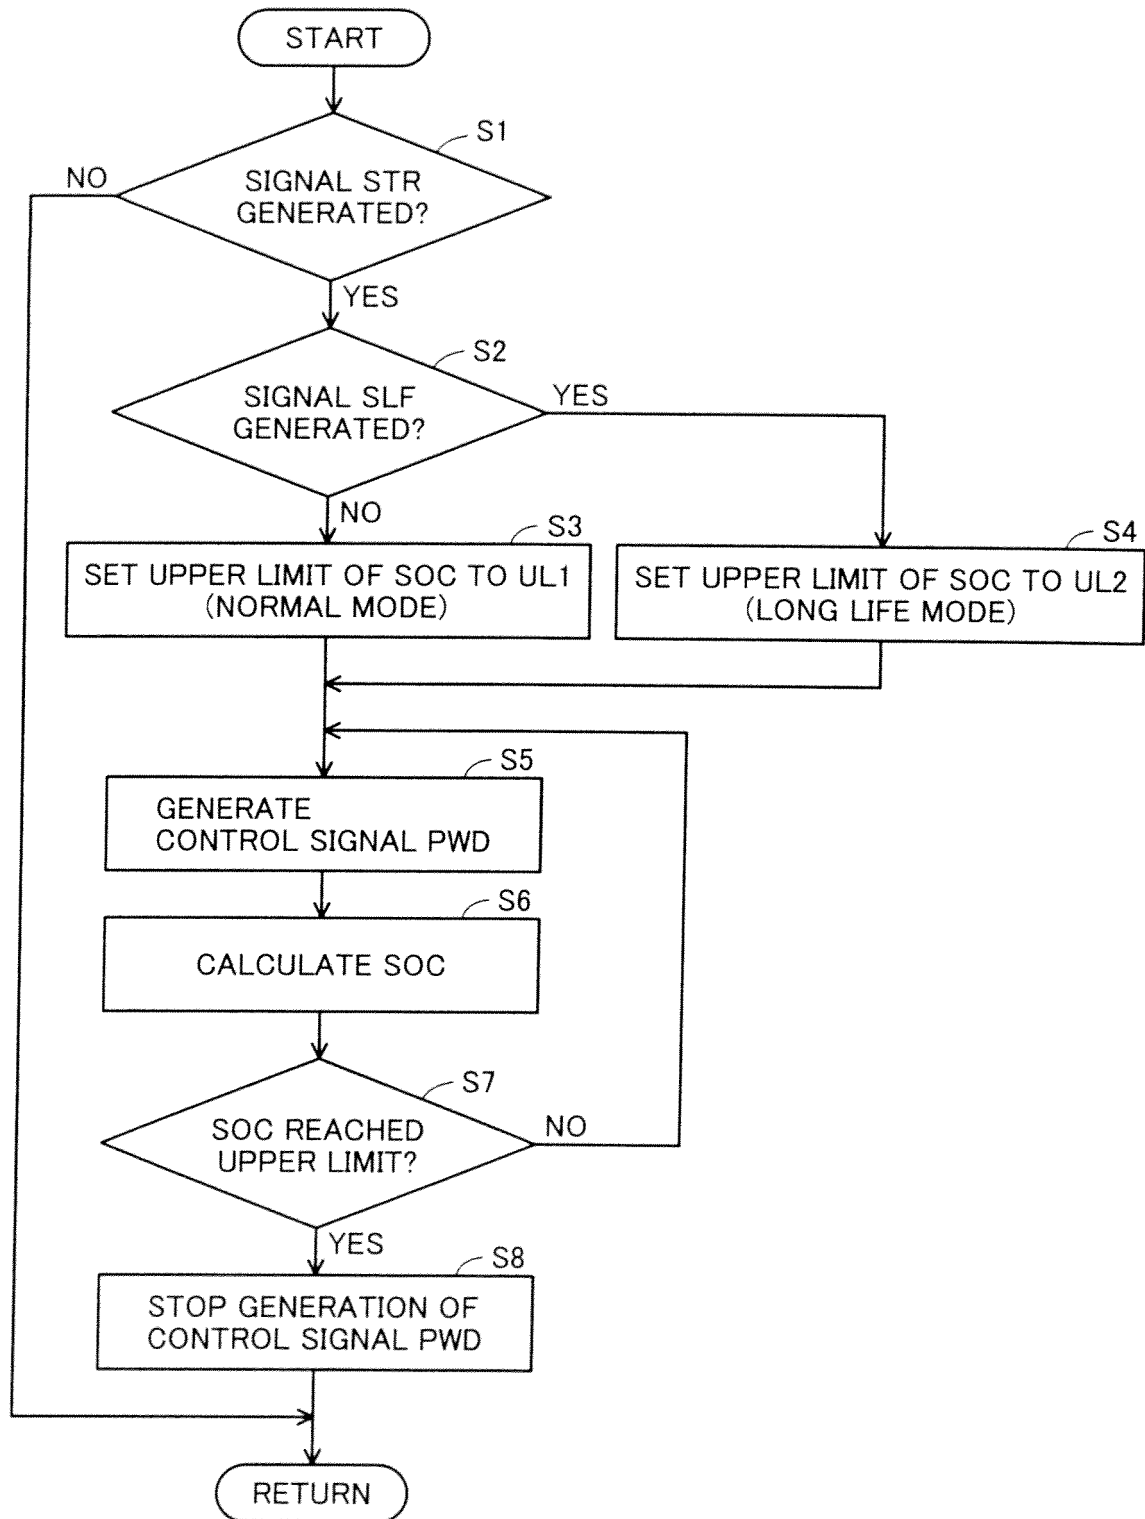 START
S1
NO
SIGNAL STR
GENERATED?
YES
S2
SIGNAL SLF
GENERATED?
YES
NO
S3
SET UPPER LIMIT OF SOC TO UL1
(NORMAL MODE)
S4
SET UPPER LIMIT OF SOC TO UL2
(LONG LIFE MODE)
S5
GENERATE
CONTROL SIGNAL PWD
S6
CALCULATE SOC
S7
SOC REACHED
UPPER LIMIT?
NO
YES
S8
STOP GENERATION OF
CONTROL SIGNAL PWD
RETURN